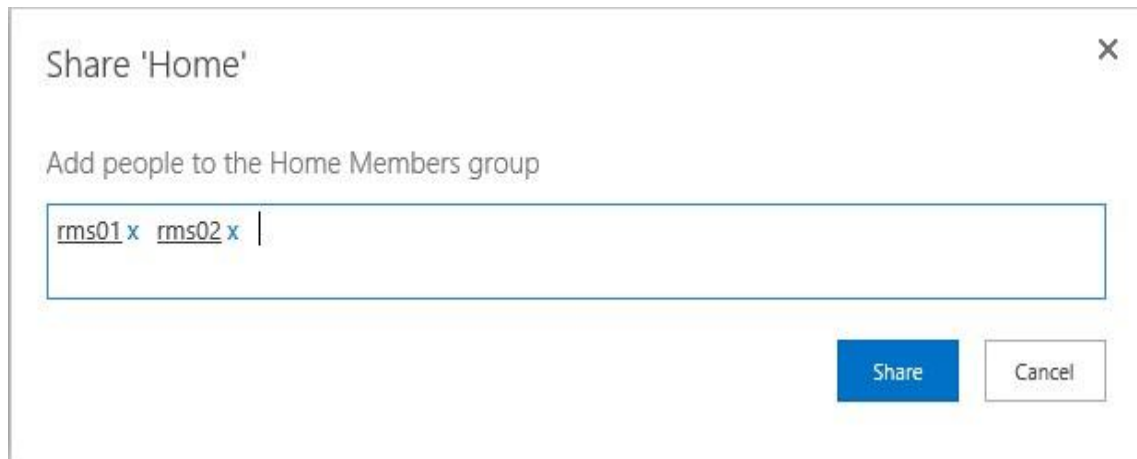 Share 'Home'
Add people to the Home Members group
rms01 x rms02 x
Share Cancel